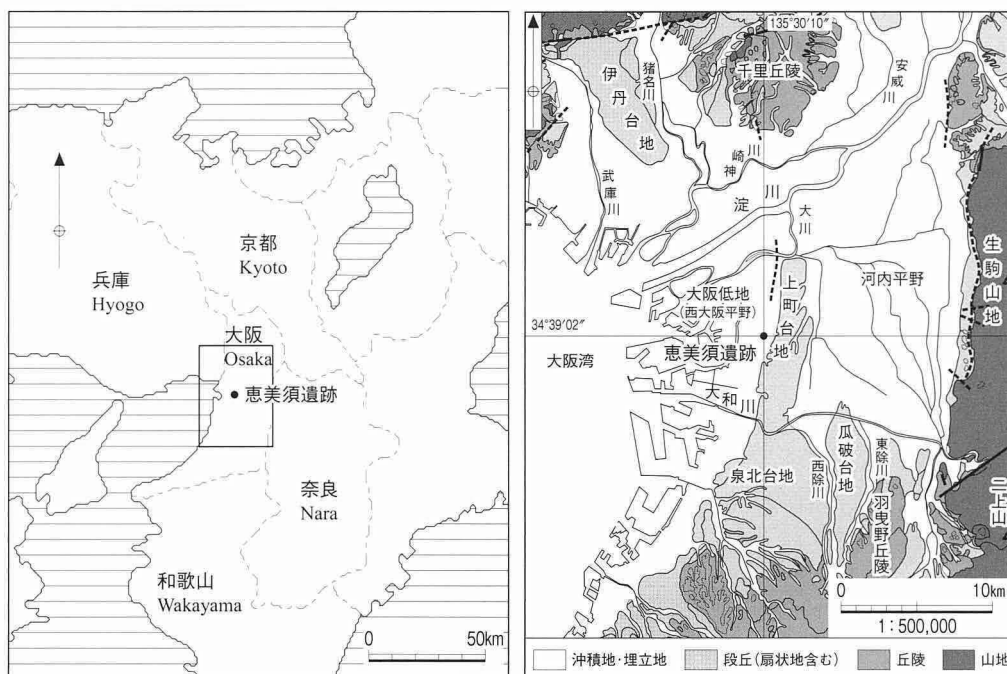 兵庫
Hyogo
京都
Kyoto
大阪
Osaka
恵美須遺跡
奈良
Nara
和歌山
Wakayama
0 50km
135°30′10″
伊丹台地
猪名川
千里丘陵
安威川
武庫川
神崎川
淀川
大川
生駒山地
河内平野
上町台地
大阪低地
(西大阪平野)
34°39′02″
恵美須遺跡
大阪湾
大和川
瓜破台地
東除川
西除川
泉北台地
羽曳野丘陵
二上山
0 10km
1:500,000
沖積地・埋立地
段丘(扇状地含む)
丘陵
山地